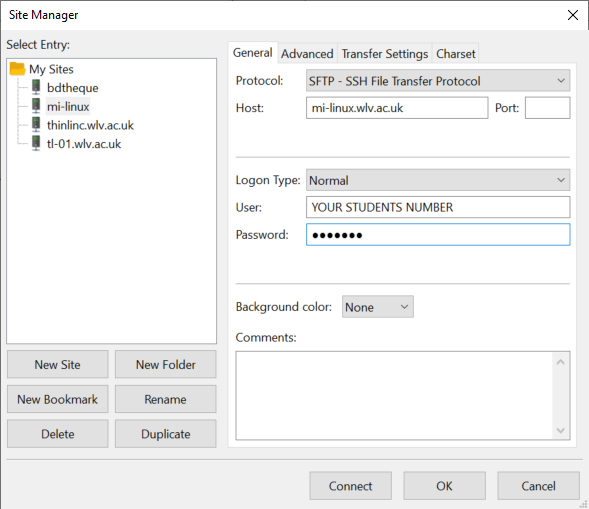 Site Manager
Select Entry:
My Sites
bdtheque
mi-linux
thinlinc.wlv.ac.uk
tl-01.wlv.ac.uk
New Site New Folder
New Bookmark Rename
Delete Duplicate
General Advanced Transfer Settings Charset
Protocol: SFTP - SSH File Transfer Protocol
Host: mi-linux.wlv.ac.uk Port:
Logon Type: Normal
User: YOUR STUDENTS NUMBER
Password: ●●●●●●●
Background color: None
Comments:
Connect OK Cancel